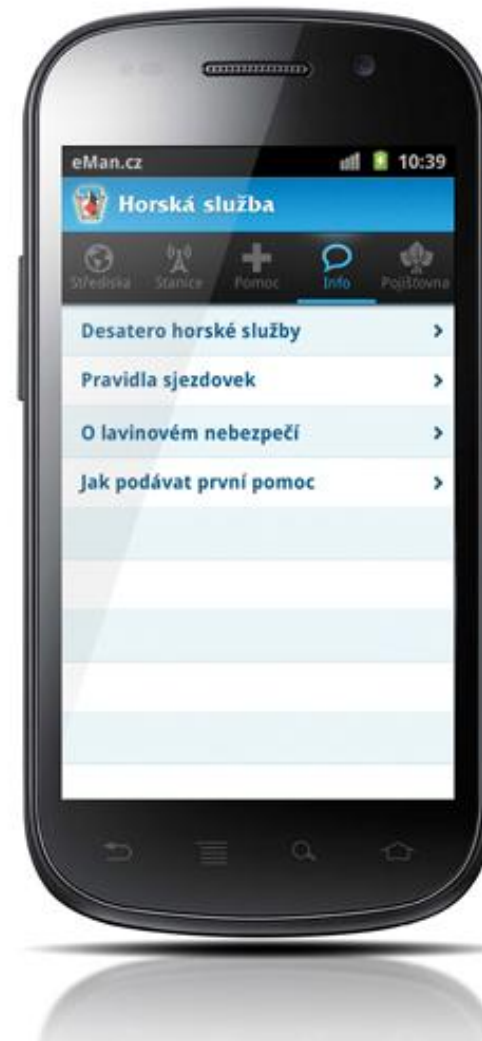 eMan.cz 10:39
Horská služba
Střediska Stanice Pomoc Info Pojišťovna
Desatero horské služby
Pravidla sjezdovek
O lavinovém nebezpečí
Jak podávat první pomoc